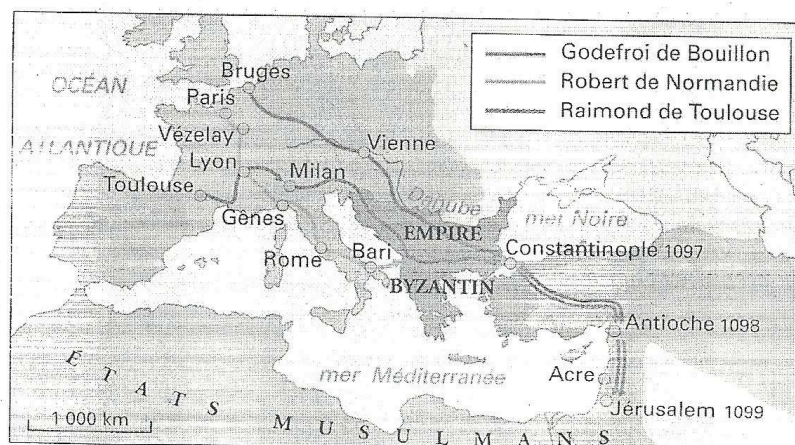 Godefroi de Bouillon
Robert de Normandie
Raimond de Toulouse
OCÉAN
ATLANTIQUE
Bruges
Paris
Vézelay
Lyon
Toulouse
Milan
Vienne
Danube
Gênes
Rome
Bari
EMPIRE
BYZANTIN
mer Noire
Constantinople 1097
Antioche 1098
Acre
Jérusalem 1099
mer Méditerranée
ÉTATS MUSULMANS
1 000 km